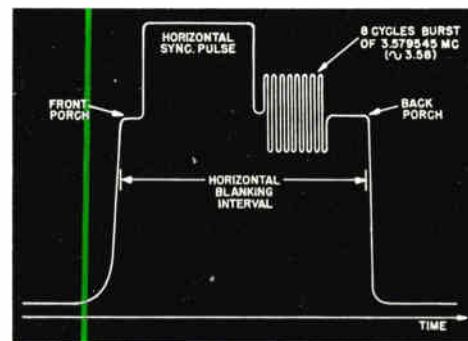 HORIZONTAL
SYNC. PULSE
8 CYCLES BURST
OF 3.579545 MC
(∿ 3.58)
FRONT
PORCH
BACK
PORCH
HORIZONTAL
BLANKING
INTERVAL
TIME